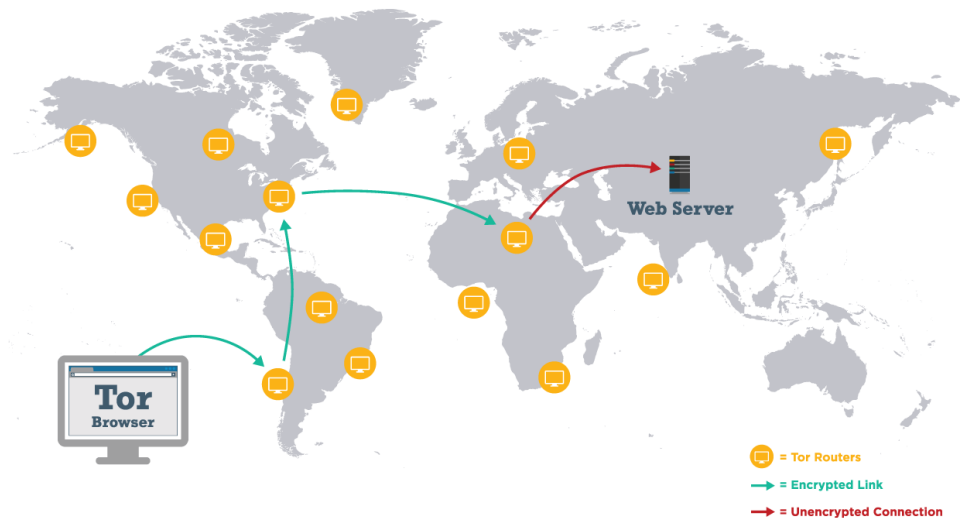 Web Server
Tor
Browser
= Tor Routers
= Encrypted Link
= Unencrypted Connection